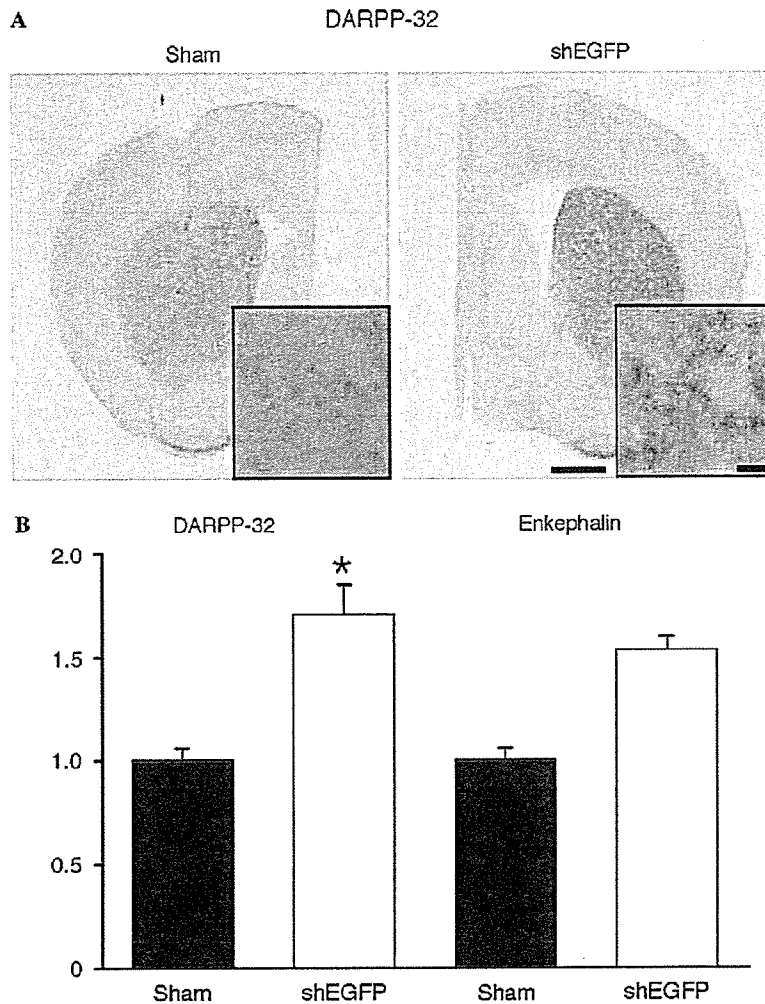 A
DARPP-32
Sham
shEGFP
B
DARPP-32
Enkephalin
*
2.0
1.5
1.0
0.5
0
Sham
shEGFP
Sham
shEGFP